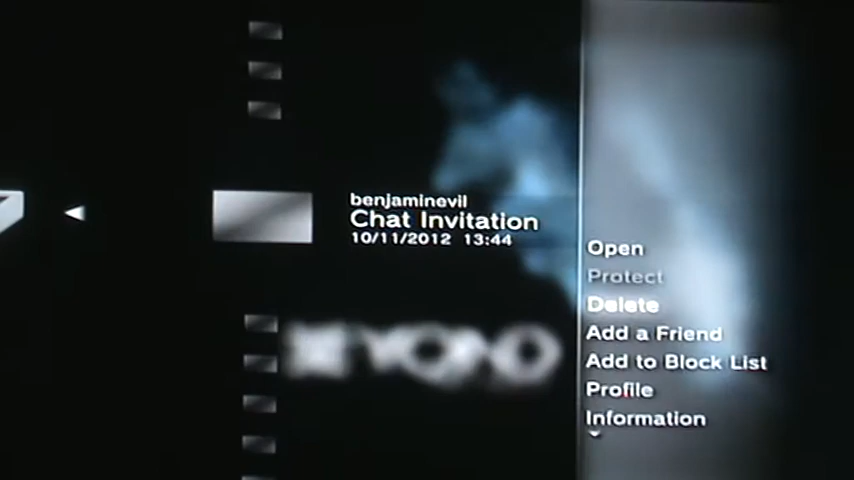 benjaminevil
Chat Invitation
10/11/2012 13:44
BEYOND
Open
Protect
Delete
Add a Friend
Add to Block List
Profile
Information